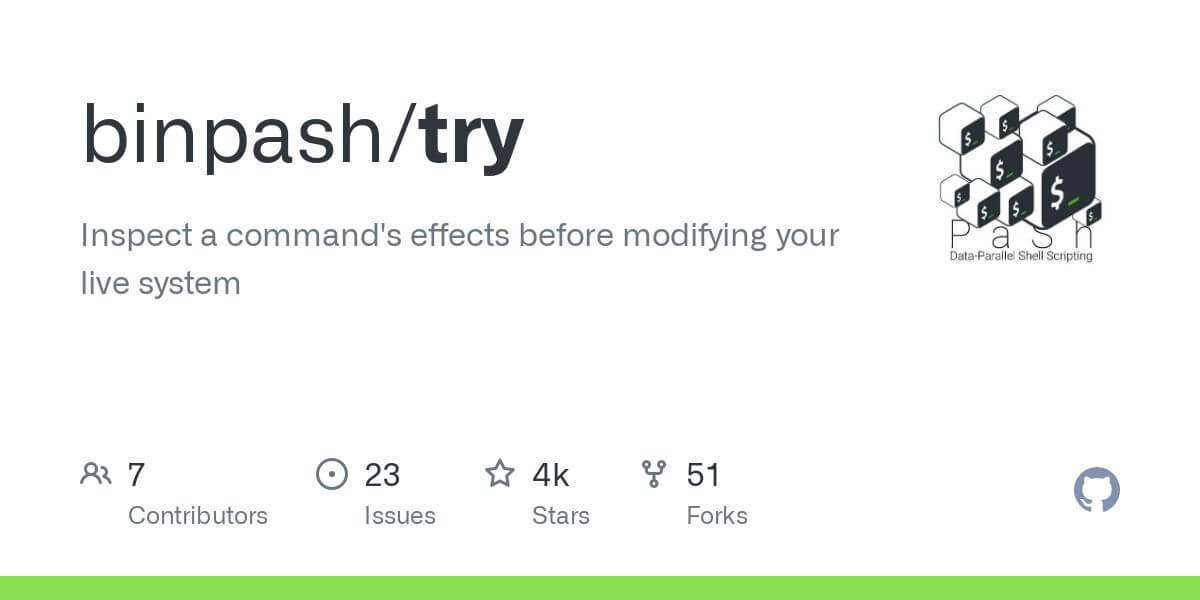 binpash/try
Inspect a command's effects before modifying your
live system
$_
$_
$_
$_
$_
$_
$_
$_
$_
Pash
Data-Parallel Shell Scripting
7
Contributors
23
Issues
4k
Stars
51
Forks